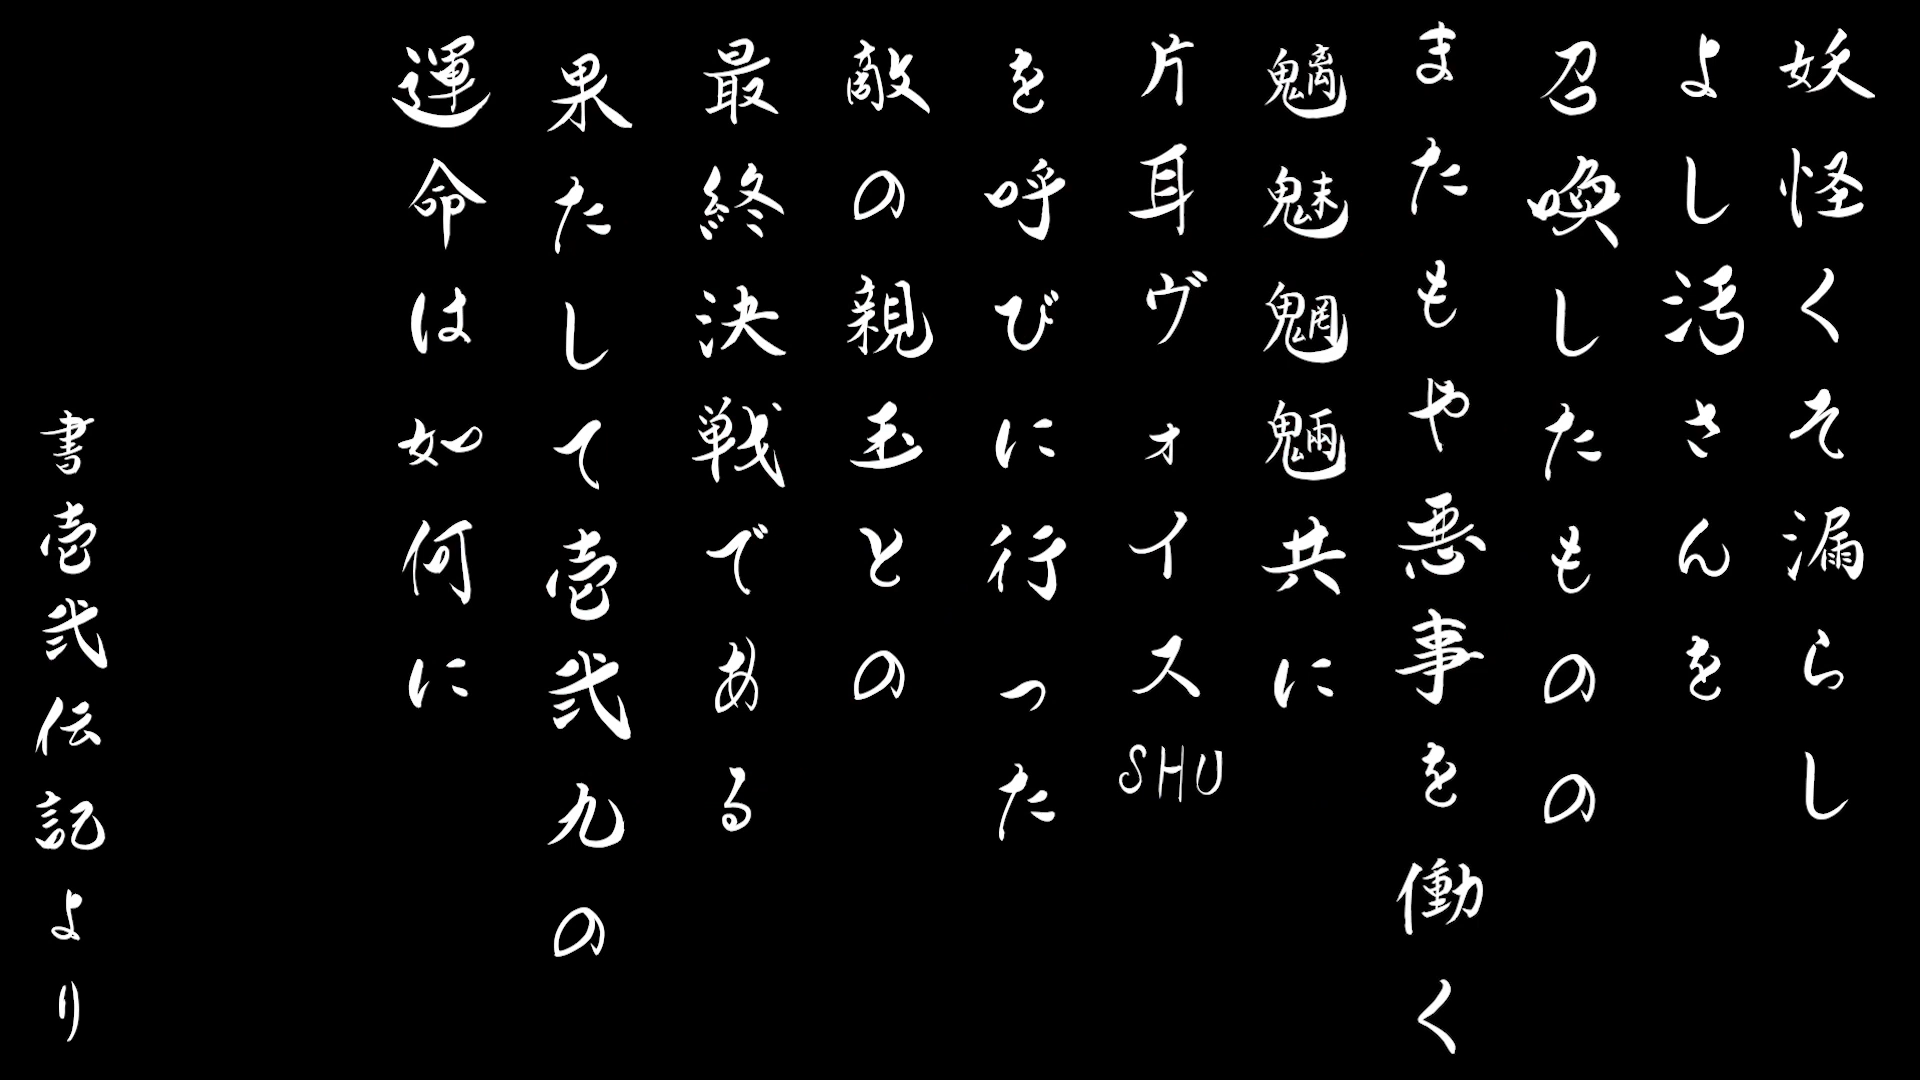 妖怪くそ漏らし
よし汚さんを
召喚したものの
またもや悪事を働く
魑魅魍魎共に
片耳ヴォイスSHU
を呼びに行った
敵の親玉との
最終決戦である
果たして壱弐九の
運命は如何に
書壱弐伝記より